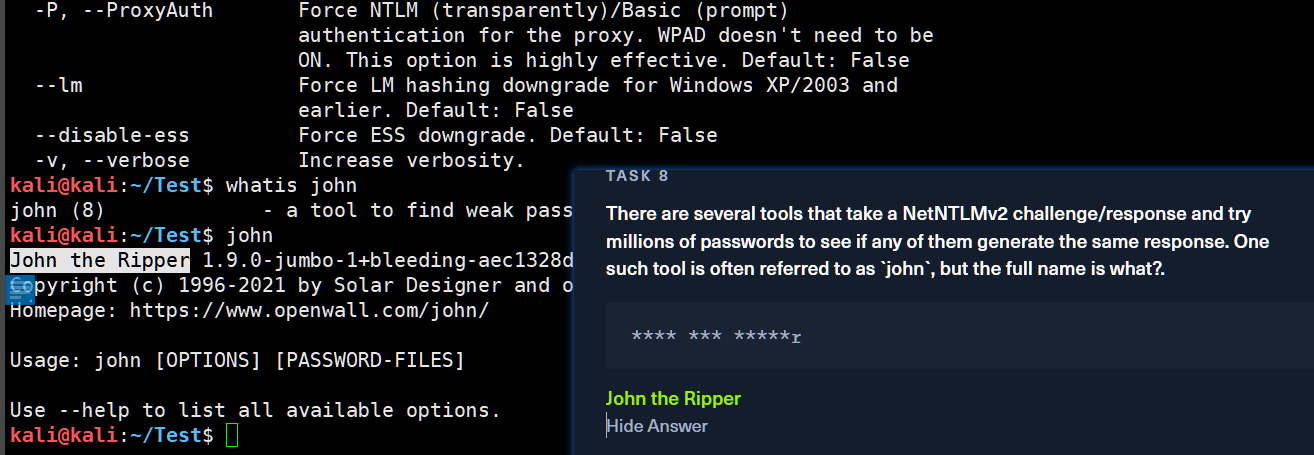 -P, --ProxyAuth       Force NTLM (transparently)/Basic (prompt)
authentication for the proxy. WPAD doesn't need to be
ON. This option is highly effective. Default: False
--lm                  Force LM hashing downgrade for Windows XP/2003 and
earlier. Default: False
--disable-ess         Force ESS downgrade. Default: False
-v, --verbose         Increase verbosity.
kali@kali:~/Test$ whatis john
john (8)             - a tool to find weak pass
kali@kali:~/Test$ john
John the Ripper 1.9.0-jumbo-1+bleeding-aec1328d
Copyright (c) 1996-2021 by Solar Designer and o
Homepage: https://www.openwall.com/john/
Usage: john [OPTIONS] [PASSWORD-FILES]
Use --help to list all available options.
kali@kali:~/Test$
TASK 8
There are several tools that take a NetNTLMv2 challenge/response and try
millions of passwords to see if any of them generate the same response. One
such tool is often referred to as `john`, but the full name is what?.
**** *** *****r
John the Ripper
Hide Answer